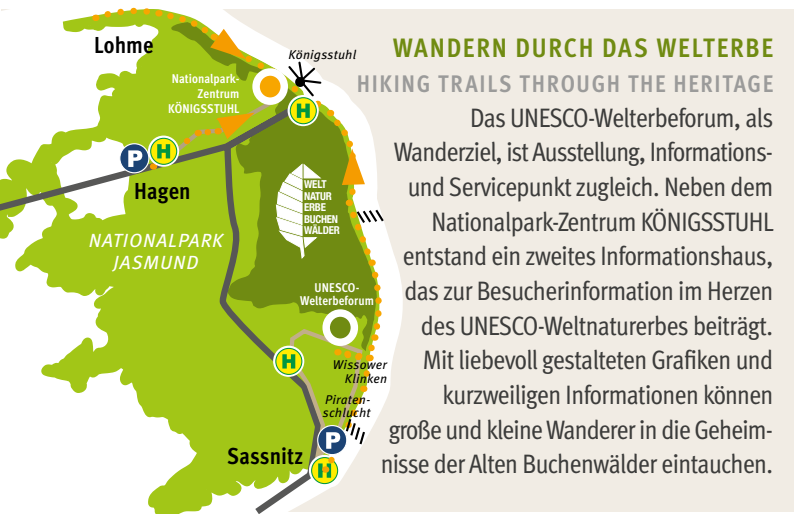 Lohme
Königsstuhl
Nationalpark-
Zentrum
KÖNIGSSTUHL
H
P
H
Hagen
WELT
NATUR
ERBE
BUCHEN
WÄLDER
NATIONALPARK
JASMUND
UNESCO-
Welterbeforum
H
Wissower
Klinken
Piraten-
schlucht
P
Sassnitz
H
WANDERN DURCH DAS WELTERBE
HIKING TRAILS THROUGH THE HERITAGE
Das UNESCO-Welterbeforum, als
Wanderziel, ist Ausstellung, Informations-
und Servicepunkt zugleich. Neben dem
Nationalpark-Zentrum KÖNIGSSTUHL
entstand ein zweites Informationshaus,
das zur Besucherinformation im Herzen
des UNESCO-Weltnaturerbes beiträgt.
Mit liebevoll gestalteten Grafiken und
kurzweiligen Informationen können
große und kleine Wanderer in die Geheim-
nisse der Alten Buchenwälder eintauchen.